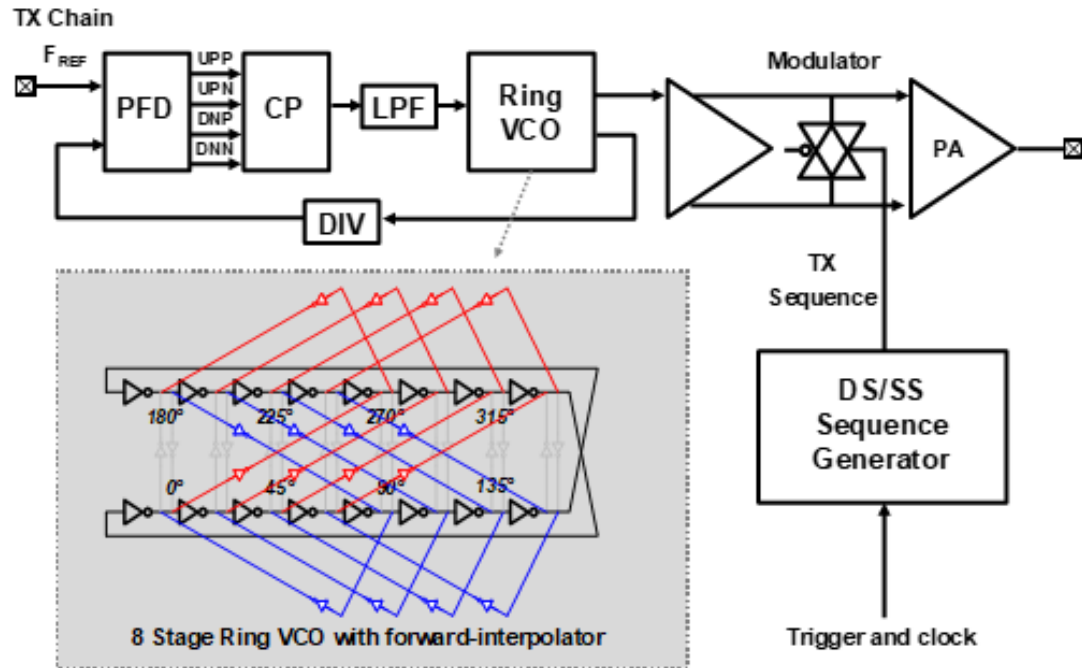 TX Chain
FREF
PFD
UPP
UPN
DNP
DNN
CP
LPF
Ring
VCO
DIV
Modulator
PA
TX
Sequence
DS/SS
Sequence
Generator
Trigger and clock
180°
225°
270°
315°
0°
45°
90°
135°
8 Stage Ring VCO with forward-interpolator